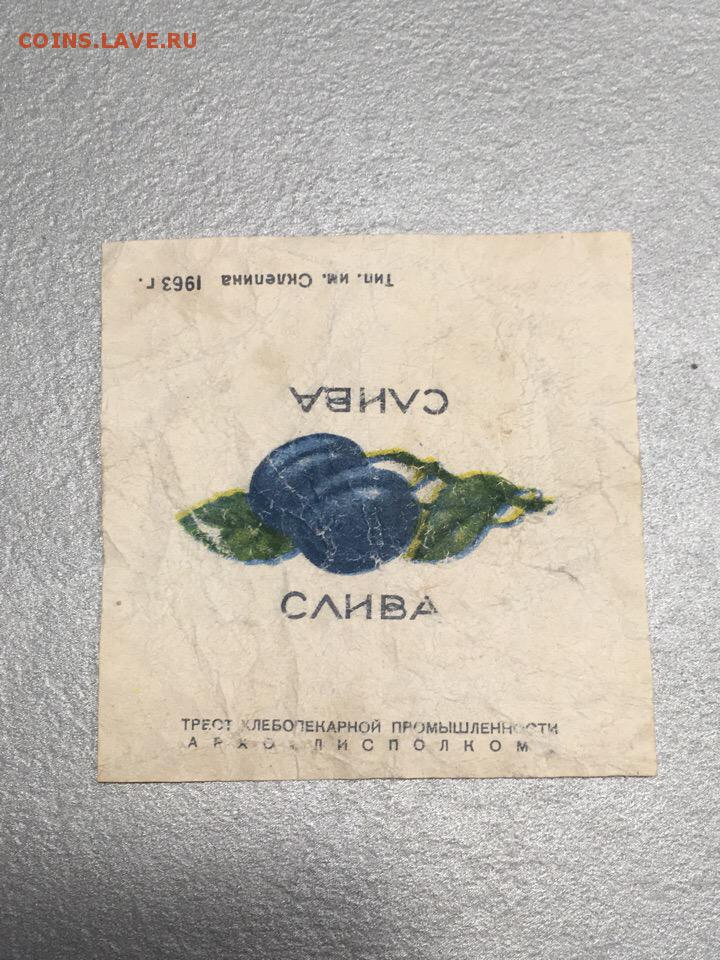 COINS.LAVE.RU
Тип. им. Склепина 1963 г.
СЛИВА
СЛИВА
ТРЕСТ ХЛЕБОПЕКАРНОЙ ПРОМЫШЛЕННОСТИ